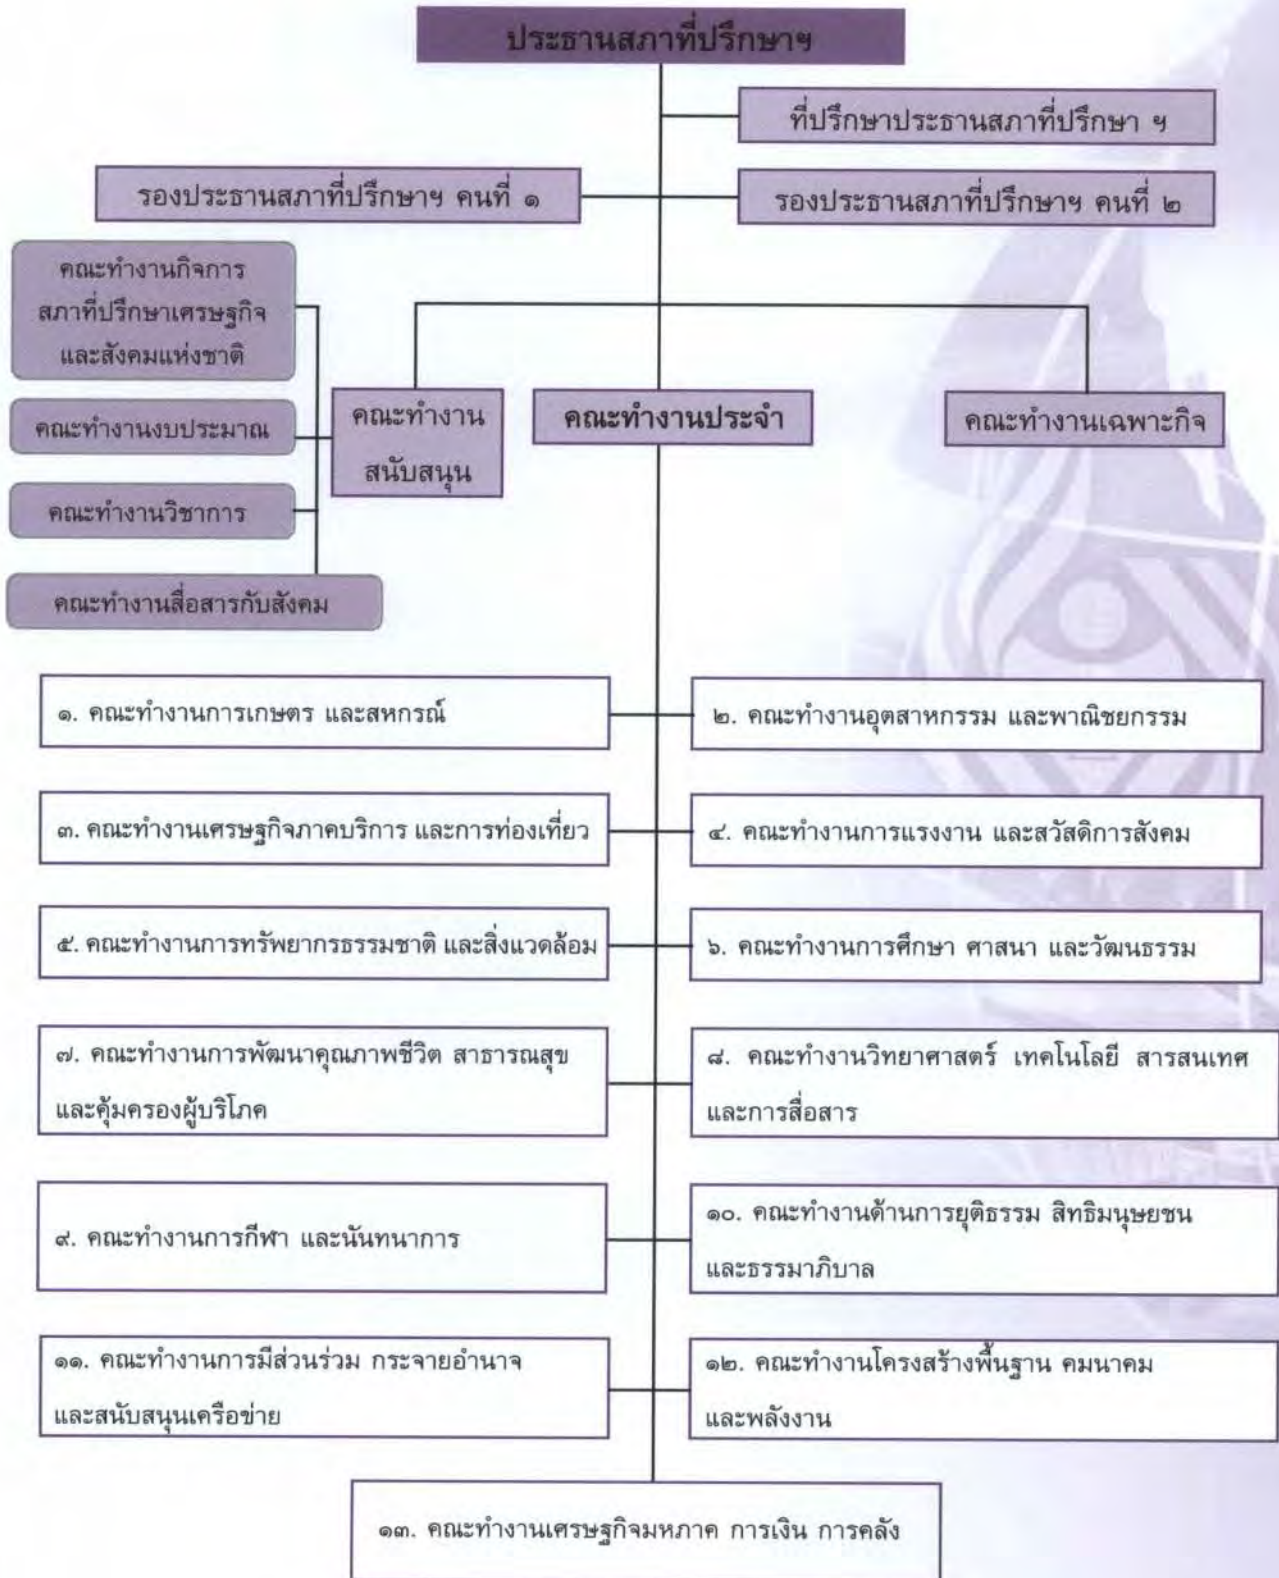 ประธานสภาที่ปรึกษาฯ
ที่ปรึกษาประธานสภาที่ปรึกษา ฯ
รองประธานสภาที่ปรึกษาฯ คนที่ ๑
รองประธานสภาที่ปรึกษาฯ คนที่ ๒
คณะทำงานกิจการ
สภาที่ปรึกษาเศรษฐกิจ
และสังคมแห่งชาติ
คณะทำงานงบประมาณ
คณะทำงานวิชาการ
คณะทำงานสื่อสารกับสังคม
คณะทำงาน
สนับสนุน
คณะทำงานประจำ
คณะทำงานเฉพาะกิจ
๑. คณะทำงานการเกษตร และสหกรณ์
๒. คณะทำงานอุตสาหกรรม และพาณิชยกรรม
๓. คณะทำงานเศรษฐกิจภาคบริการ และการท่องเที่ยว
๔. คณะทำงานการแรงงาน และสวัสดิการสังคม
๕. คณะทำงานการทรัพยากรธรรมชาติ และสิ่งแวดล้อม
๖. คณะทำงานการศึกษา ศาสนา และวัฒนธรรม
๗. คณะทำงานการพัฒนาคุณภาพชีวิต สาธารณสุข
และคุ้มครองผู้บริโภค
๘. คณะทำงานวิทยาศาสตร์ เทคโนโลยี สารสนเทศ
และการสื่อสาร
๙. คณะทำงานการกีฬา และนันทนาการ
๑๐. คณะทำงานด้านการยุติธรรม สิทธิมนุษยชน
และธรรมาภิบาล
๑๑. คณะทำงานการมีส่วนร่วม กระจายอำนาจ
และสนับสนุนเครือข่าย
๑๒. คณะทำงานโครงสร้างพื้นฐาน คมนาคม
และพลังงาน
๑๓. คณะทำงานเศรษฐกิจมหภาค การเงิน การคลัง